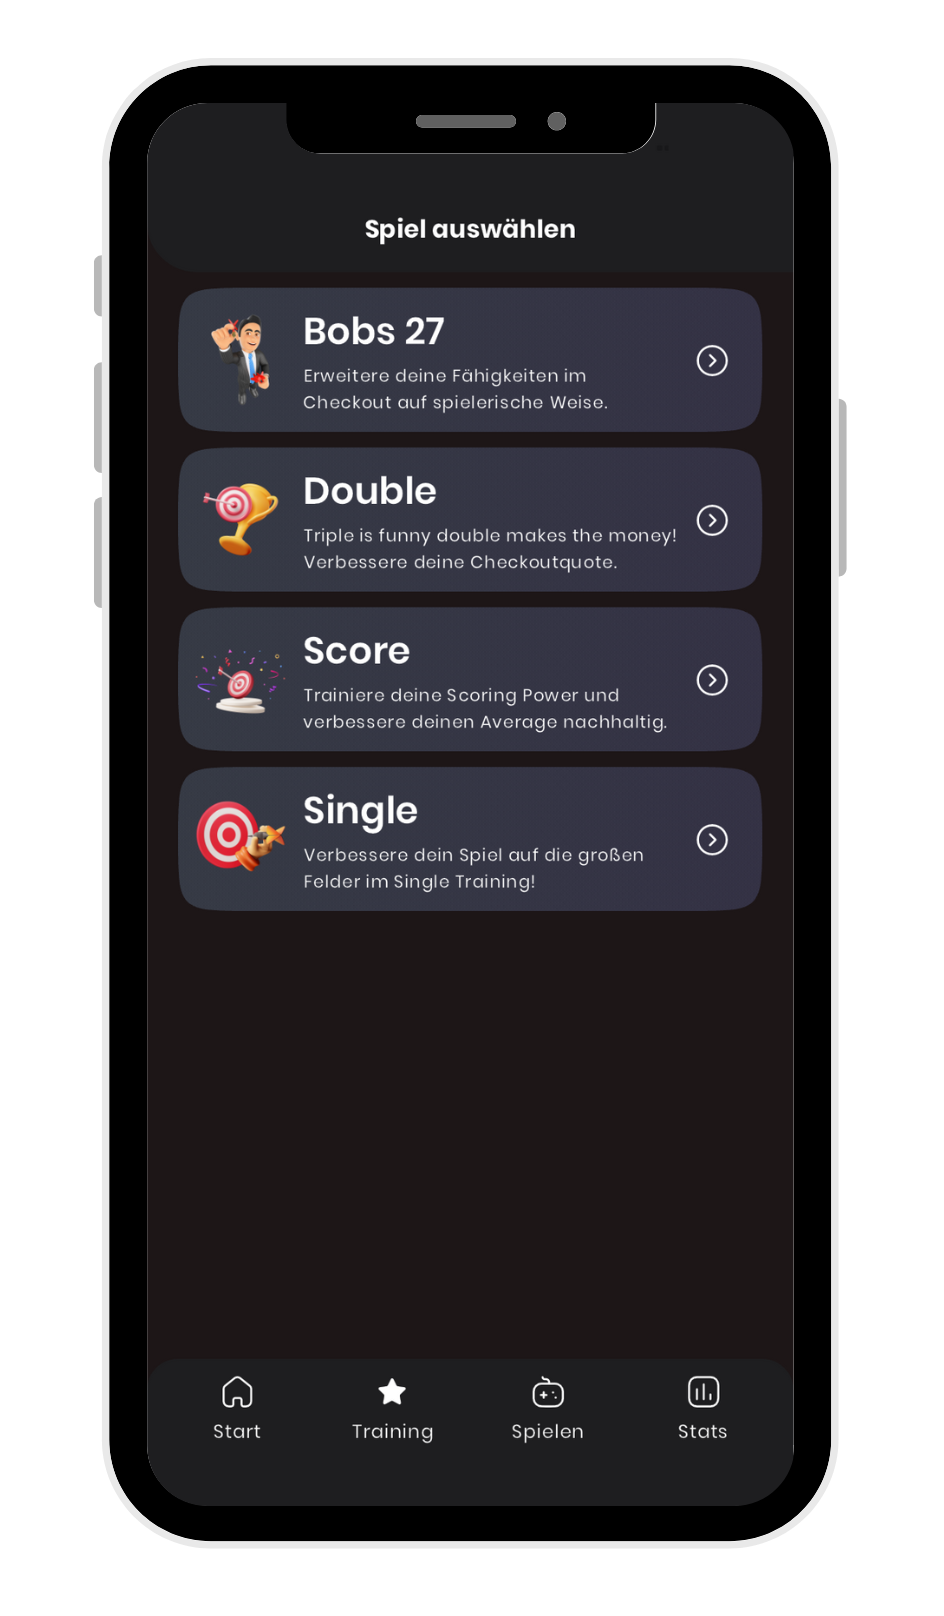 Spiel auswählen
Bobs 27
Erweitere deine Fähigkeiten im
Checkout auf spielerische Weise.
Double
Triple is funny double makes the money!
Verbessere deine Checkoutquote.
Score
Trainiere deine Scoring Power und
verbessere deinen Average nachhaltig.
Single
Verbessere dein Spiel auf die großen
Felder im Single Training!
Start
Training
Spielen
Stats